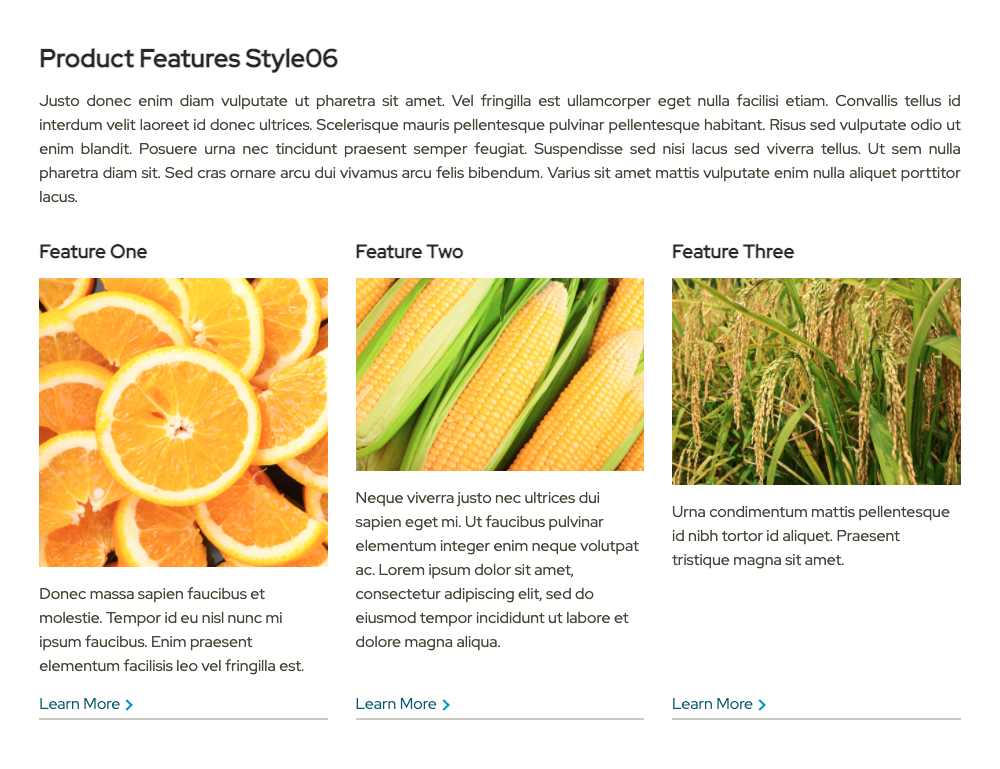 Product Features Style06
Justo donec enim diam vulputate ut pharetra sit amet. Vel fringilla est ullamcorper eget nulla facilisi etiam. Convallis tellus id
interdum velit laoreet id donec ultrices. Scelerisque mauris pellentesque pulvinar pellentesque habitant. Risus sed vulputate odio ut
enim blandit. Posuere urna nec tincidunt praesent semper feugiat. Suspendisse sed nisi lacus sed viverra tellus. Ut sem nulla
pharetra diam sit. Sed cras ornare arcu dui vivamus arcu felis bibendum. Varius sit amet mattis vulputate enim nulla aliquet porttitor
lacus.
Feature One
Donec massa sapien faucibus et
molestie. Tempor id eu nisl nunc mi
ipsum faucibus. Enim praesent
elementum facilisis leo vel fringilla est.
Learn More
Feature Two
Neque viverra justo nec ultrices dui
sapien eget mi. Ut faucibus pulvinar
elementum integer enim neque volutpat
ac. Lorem ipsum dolor sit amet,
consectetur adipiscing elit, sed do
eiusmod tempor incididunt ut labore et
dolore magna aliqua.
Learn More
Feature Three
Urna condimentum mattis pellentesque
id nibh tortor id aliquet. Praesent
tristique magna sit amet.
Learn More